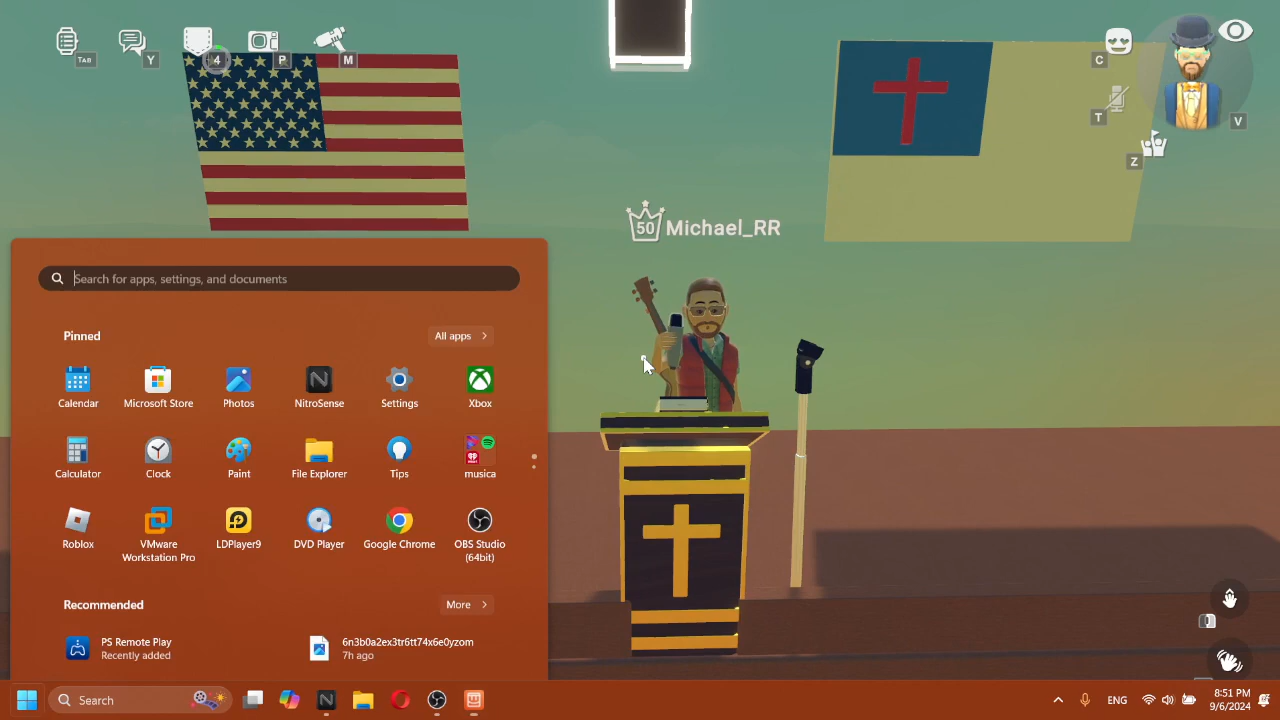 TAB
Y
4
P
M
C
T
V
Z
50 Michael_RR
Search for apps, settings, and documents
Pinned
All apps
Calendar
Microsoft Store
Photos
NitroSense
Settings
Xbox
Calculator
Clock
Paint
File Explorer
Tips
musica
Roblox
VMware
Workstation Pro
LDPlayer9
DVD Player
Google Chrome
OBS Studio
(64bit)
Recommended
More
PS Remote Play
Recently added
6n3b0a2ex3tr6tt74x6e0yzom
7h ago
Search
ENG
8:51 PM
9/6/2024